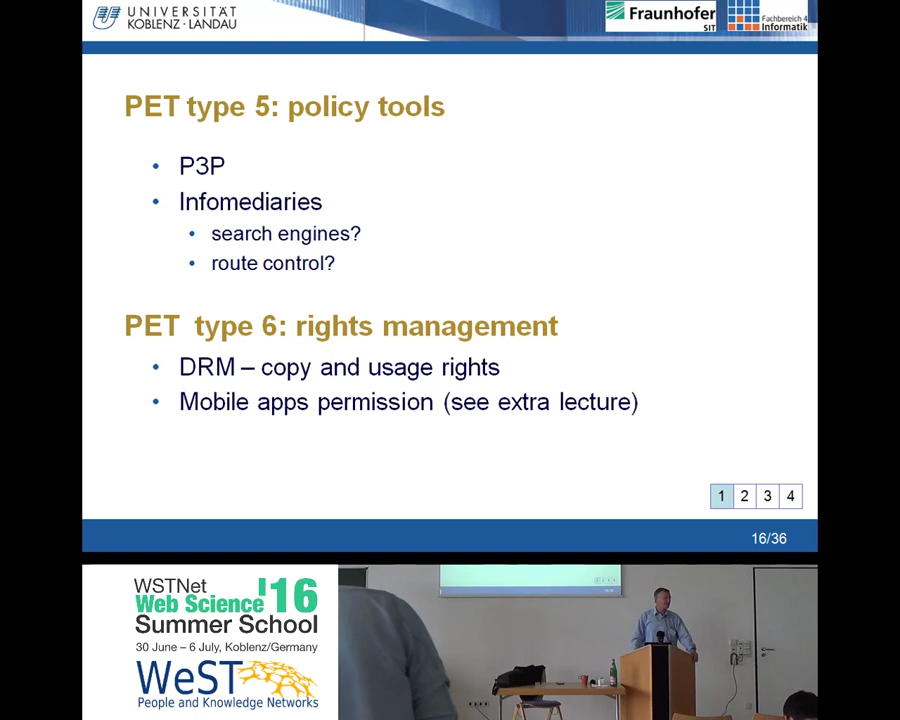 UNIVERSITÄT
KOBLENZ · LANDAU
Fraunhofer
SIT
Fachbereich 4
Informatik
PET type 5: policy tools
• P3P
• Infomediaries
• search engines?
• route control?
PET type 6: rights management
• DRM – copy and usage rights
• Mobile apps permission (see extra lecture)
1 2 3 4
16/36
WSTNet
Web Science '16
Summer School
30 June – 6 July, Koblenz/Germany
WeST
People and Knowledge Networks